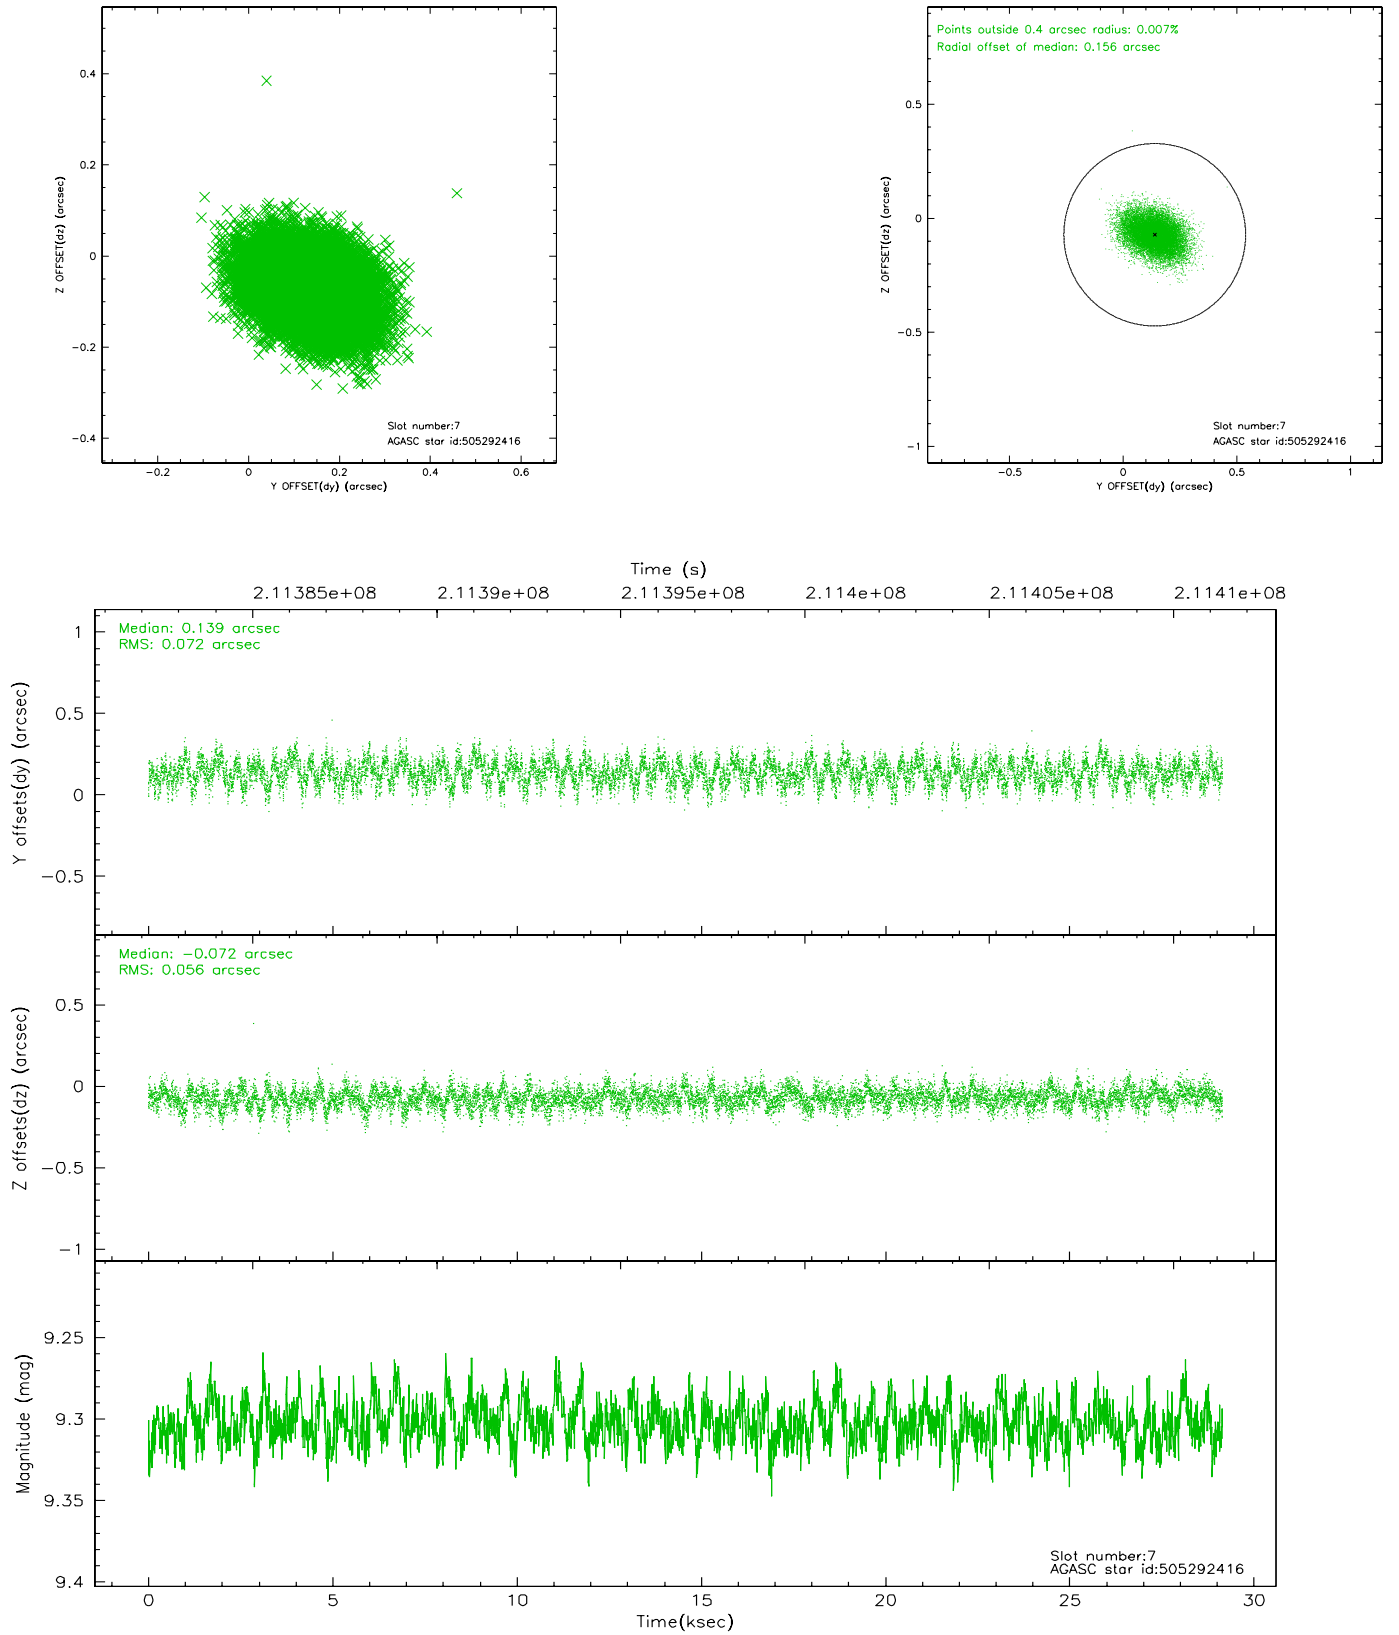 0.4
0.2
0
-0.2
-0.4
Z OFFSET(dz) (arcsec)
Slot number:7
AGASC star id:505292416
-0.2 0 0.2 0.4 0.6
Y OFFSET(dy) (arcsec)
Points outside 0.4 arcsec radius: 0.007%
Radial offset of median: 0.156 arcsec
0.5
0
-0.5
-1
Z OFFSET(dz) (arcsec)
Slot number:7
AGASC star id:505292416
-0.5 0 0.5 1
Y OFFSET(dy) (arcsec)
Time (s)
2.11385e+08 2.1139e+08 2.11395e+08 2.114e+08 2.11405e+08 2.1141e+08
Median: 0.139 arcsec
RMS: 0.072 arcsec
1
0.5
0
-0.5
Y offsets(dy) (arcsec)
Median: -0.072 arcsec
RMS: 0.056 arcsec
0.5
0
-0.5
-1
Z offsets(dz) (arcsec)
9.25
9.3
9.35
9.4
Magnitude (mag)
Slot number:7
AGASC star id:505292416
0 5 10 15 20 25 30
Time(ksec)